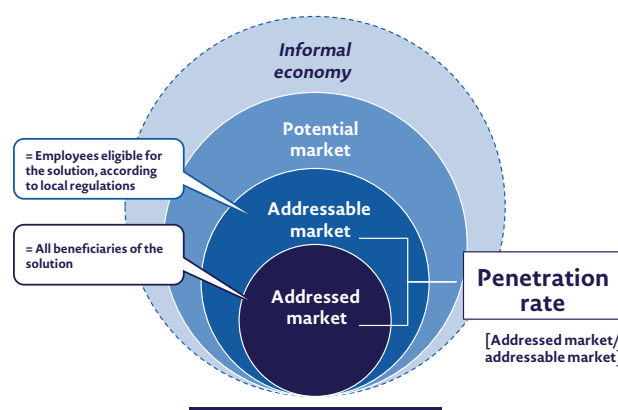 Informal
economy
Potential
market
= Employees eligible for
the solution, according
to local regulations
Addressable
market
= All beneficiaries of the
solution
Addressed
market
Penetration
rate
[Addressed market/
addressable market]